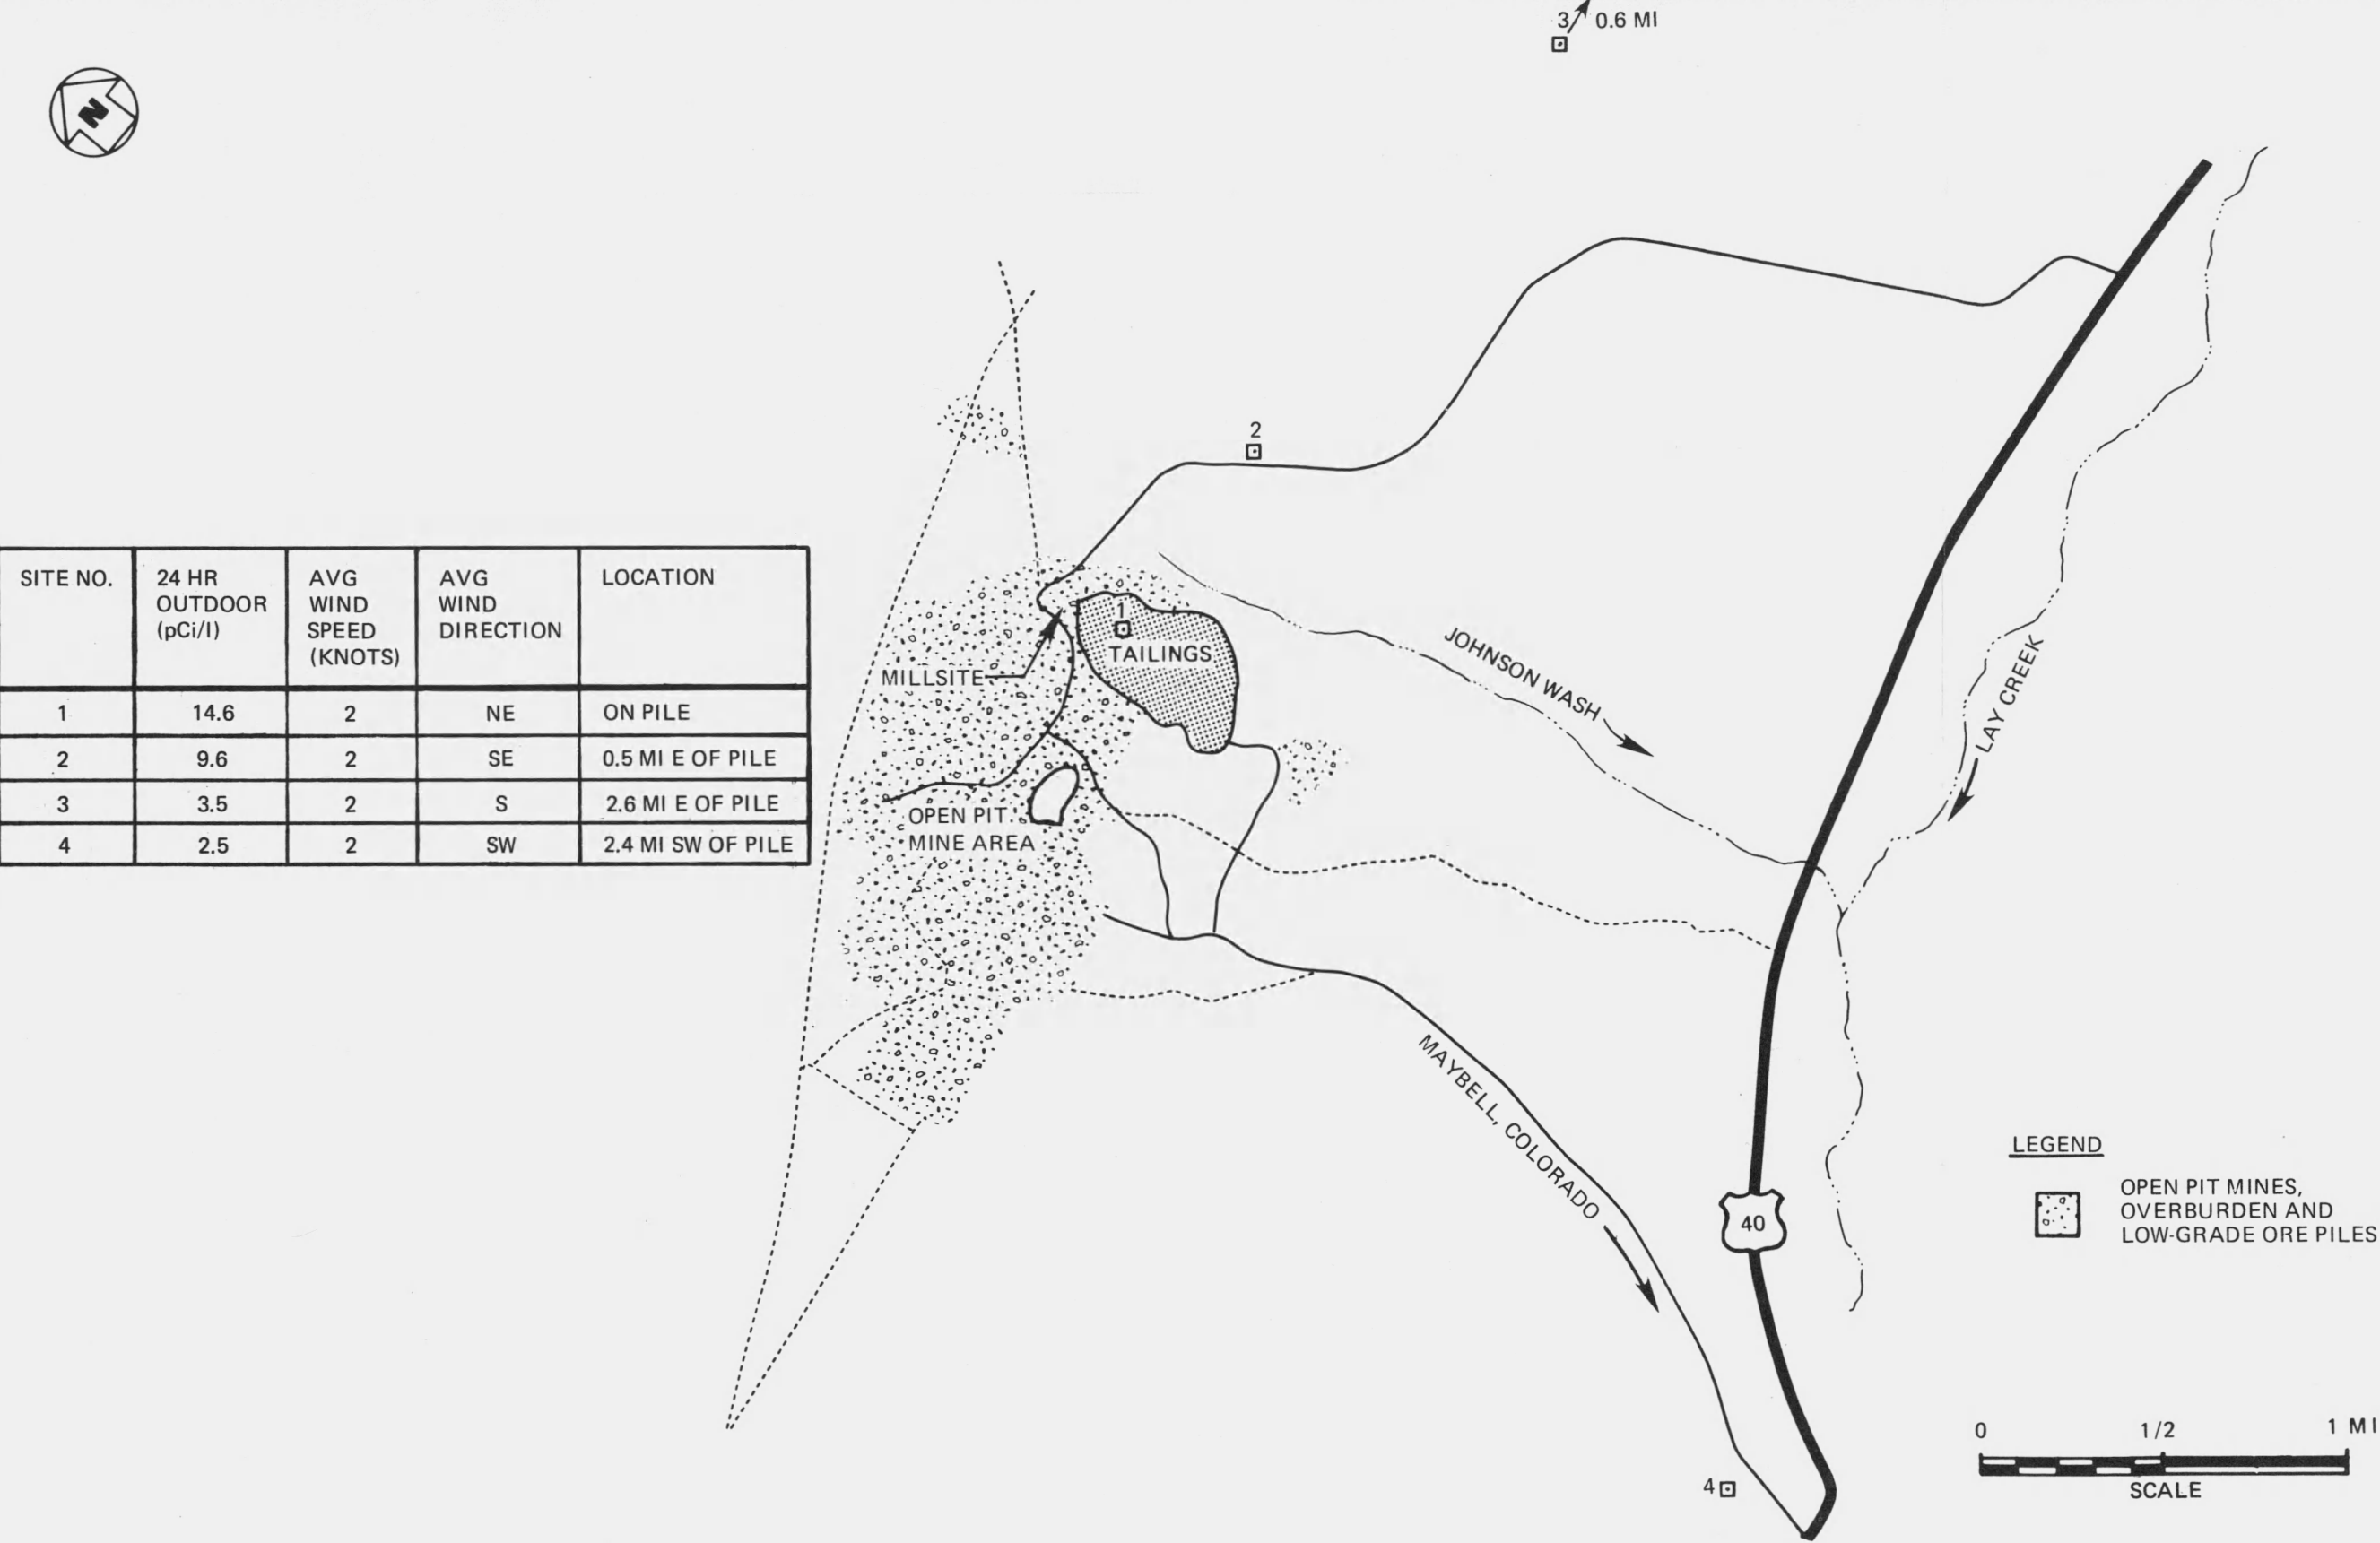 3 0.6 MI
N
2
SITE NO. 24 HR OUTDOOR (pCi/l) AVG WIND SPEED (KNOTS) AVG WIND DIRECTION LOCATION
1 14.6 2 NE ON PILE
2 9.6 2 SE 0.5 MI E OF PILE
3 3.5 2 S 2.6 MI E OF PILE
4 2.5 2 SW 2.4 MI SW OF PILE
1
TAILINGS
MILLSITE
OPEN PIT
MINE AREA
JOHNSON WASH
LAY CREEK
MAYBELL, COLORADO
40
LEGEND
OPEN PIT MINES,
OVERBURDEN AND
LOW-GRADE ORE PILES
4
0 1/2 1 MI
SCALE